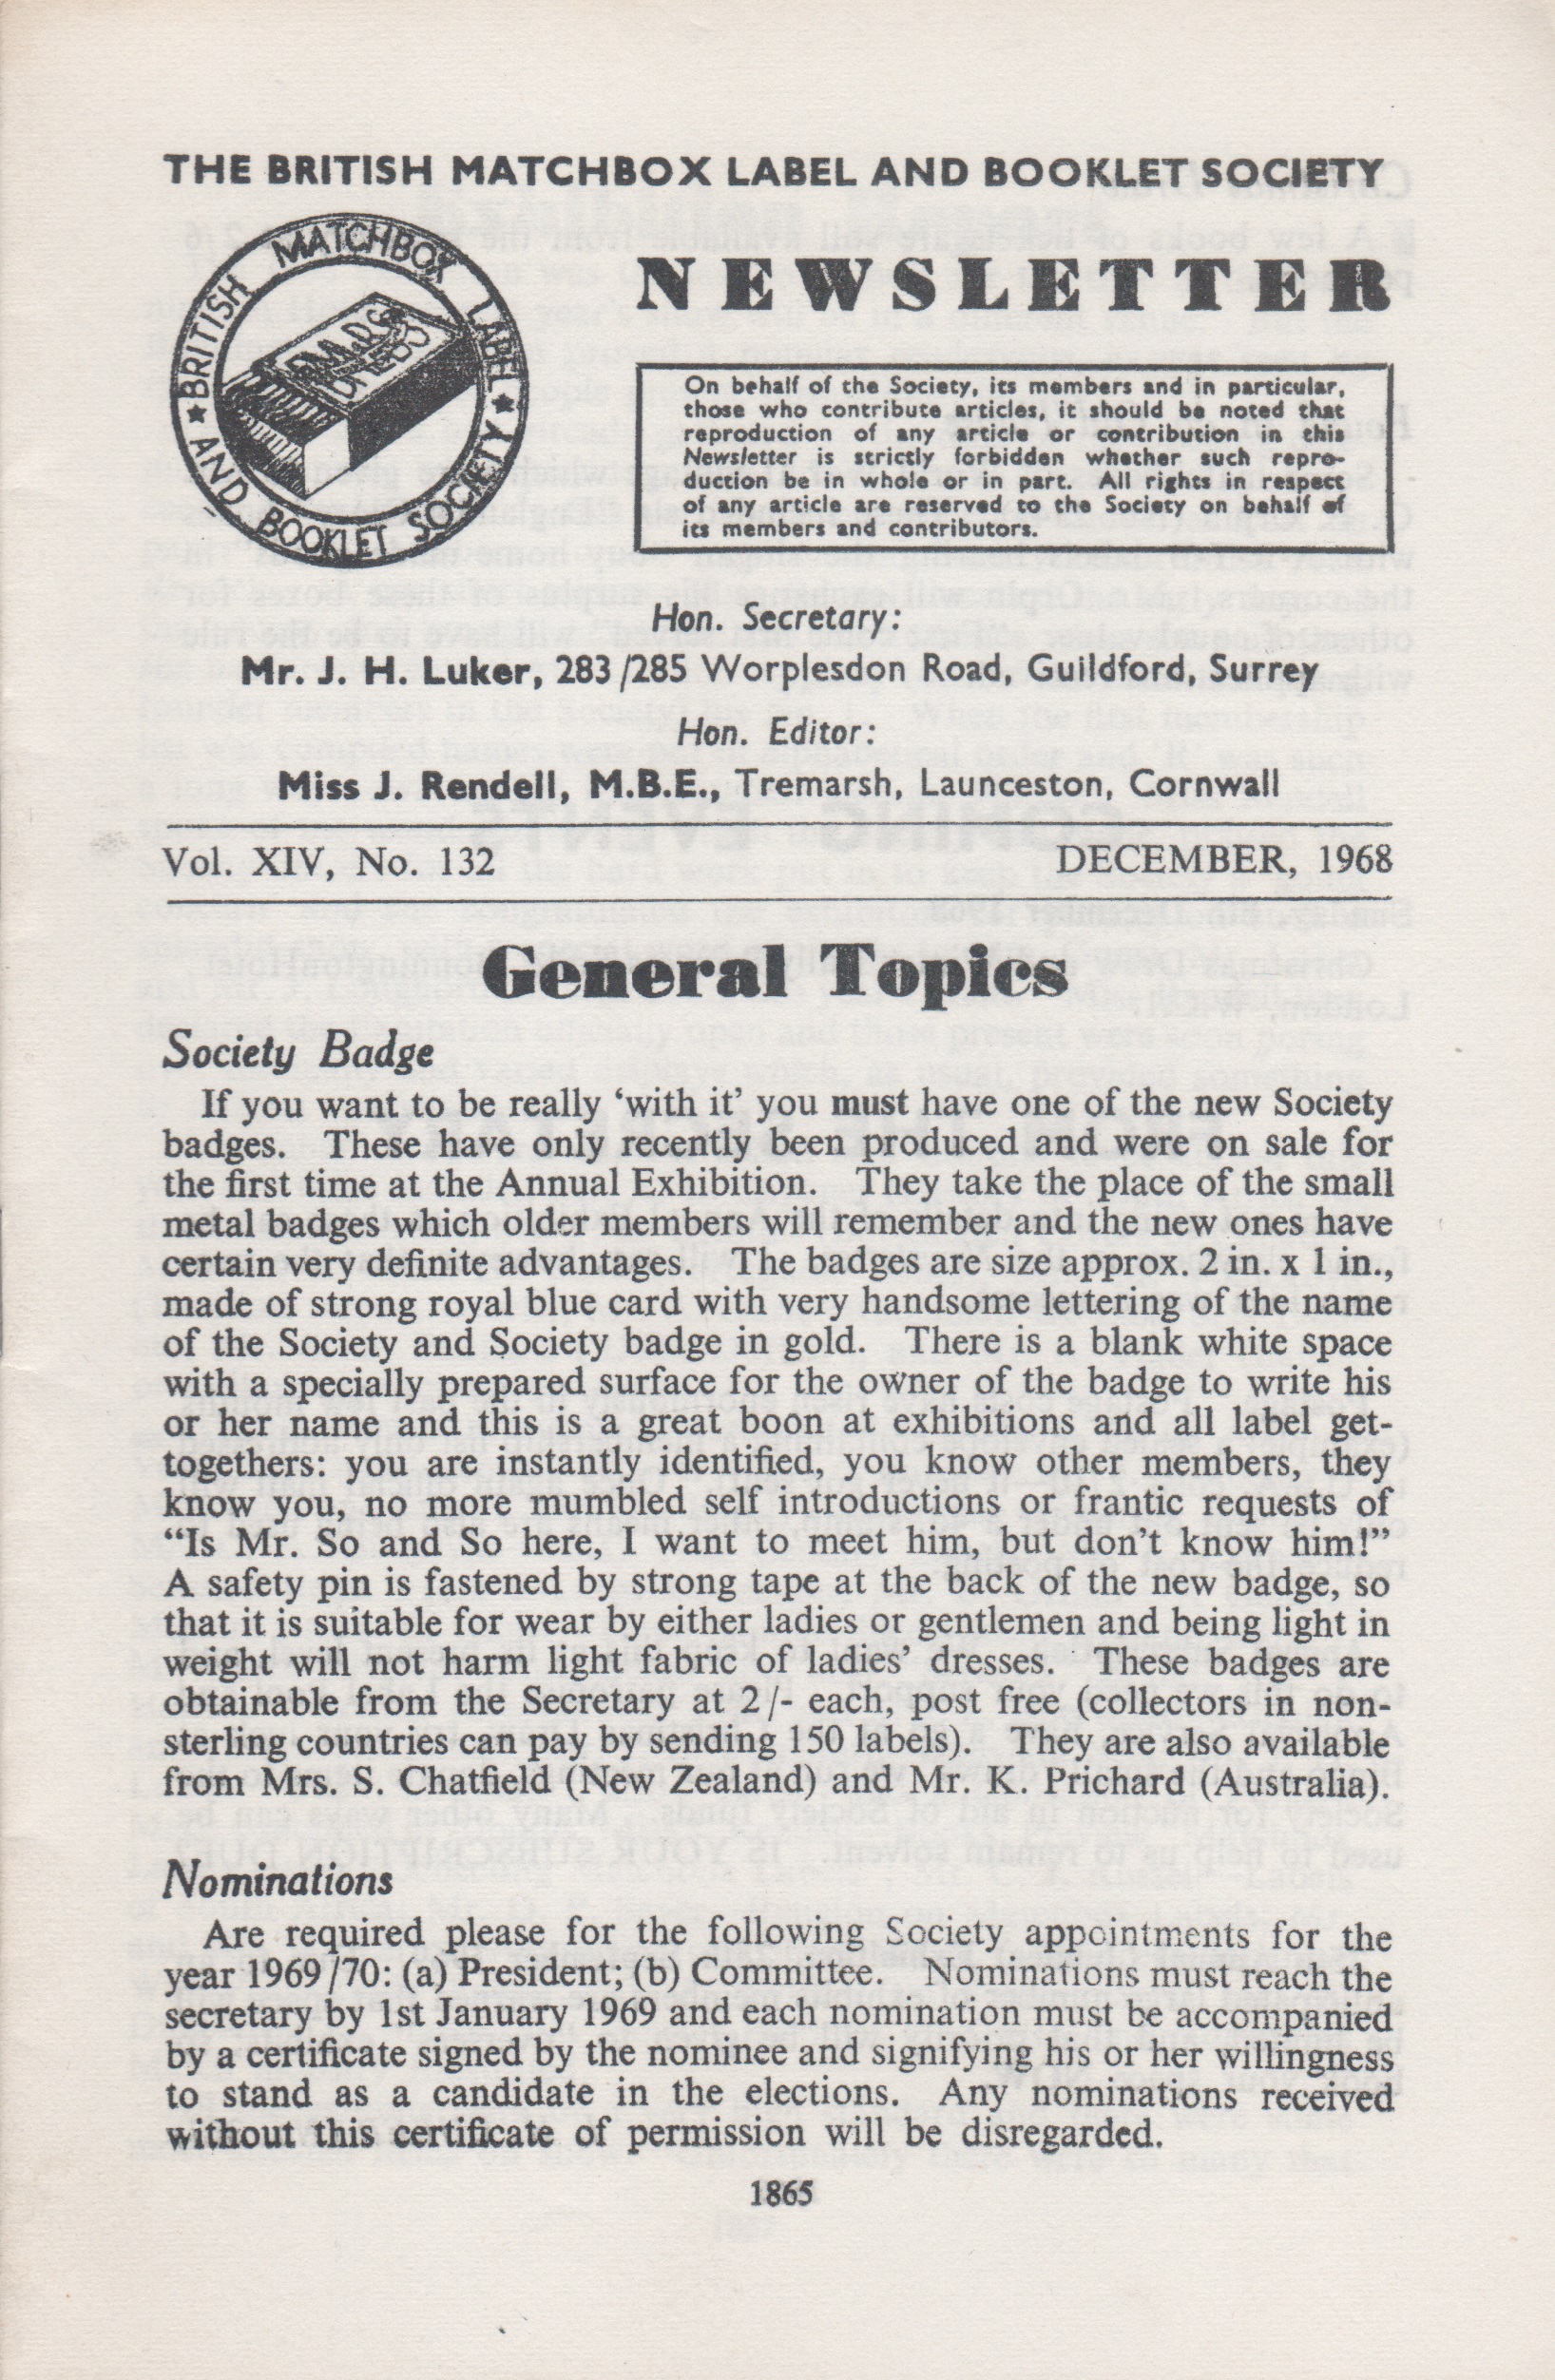 THE BRITISH MATCHBOX LABEL AND BOOKLET SOCIETY
BRITISH MATCHBOX LABEL
★ AND BOOKLET SOCIETY ★
NEWSLETTER
On behalf of the Society, its members and in particular,
those who contribute articles, it should be noted that
reproduction of any article or contribution in this
Newsletter is strictly forbidden whether such repro-
duction be in whole or in part. All rights in respect
of any article are reserved to the Society on behalf of
its members and contributors.
Hon. Secretary:
Mr. J. H. Luker, 283/285 Worplesdon Road, Guildford, Surrey
Hon. Editor:
Miss J. Rendell, M.B.E., Tremarsh, Launceston, Cornwall
Vol. XIV, No. 132 DECEMBER, 1968
General Topics
Society Badge
If you want to be really ‘with it’ you must have one of the new Society
badges. These have only recently been produced and were on sale for
the first time at the Annual Exhibition. They take the place of the small
metal badges which older members will remember and the new ones have
certain very definite advantages. The badges are size approx. 2 in. x 1 in.,
made of strong royal blue card with very handsome lettering of the name
of the Society and Society badge in gold. There is a blank white space
with a specially prepared surface for the owner of the badge to write his
or her name and this is a great boon at exhibitions and all label get-
togethers: you are instantly identified, you know other members, they
know you, no more mumbled self introductions or frantic requests of
“Is Mr. So and So here, I want to meet him, but don’t know him!”
A safety pin is fastened by strong tape at the back of the new badge, so
that it is suitable for wear by either ladies or gentlemen and being light in
weight will not harm light fabric of ladies’ dresses. These badges are
obtainable from the Secretary at 2/- each, post free (collectors in non-
sterling countries can pay by sending 150 labels). They are also available
from Mrs. S. Chatfield (New Zealand) and Mr. K. Prichard (Australia).
Nominations
Are required please for the following Society appointments for the
year 1969/70: (a) President; (b) Committee. Nominations must reach the
secretary by 1st January 1969 and each nomination must be accompanied
by a certificate signed by the nominee and signifying his or her willingness
to stand as a candidate in the elections. Any nominations received
without this certificate of permission will be disregarded.
1865